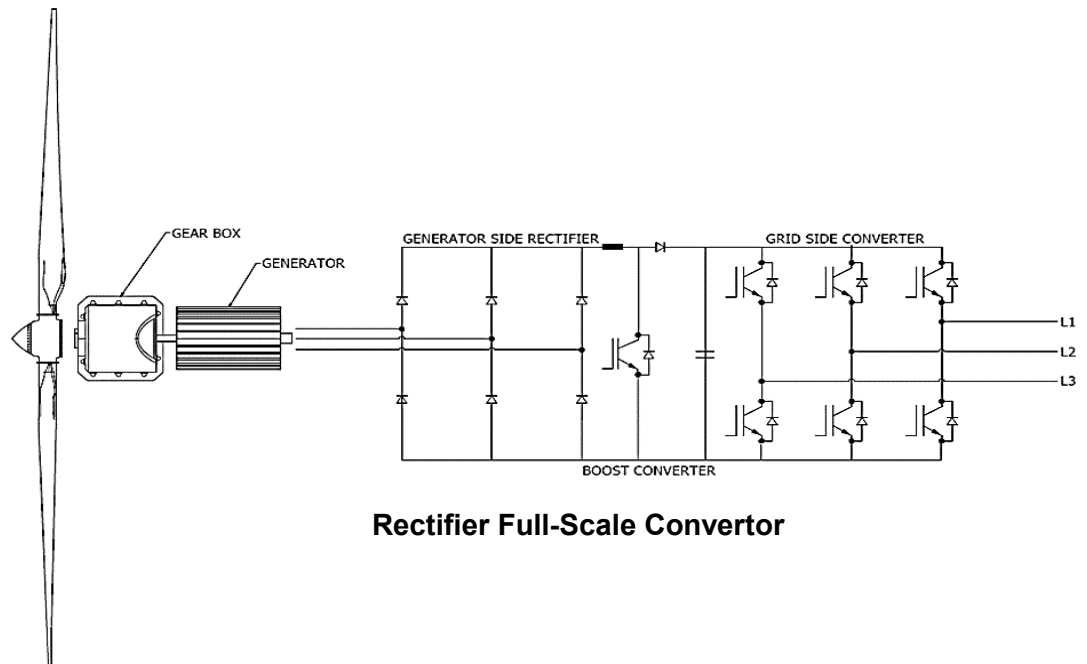 GEAR BOX
GENERATOR
GENERATOR SIDE RECTIFIER
GRID SIDE CONVERTER
L1
L2
L3
BOOST CONVERTER
Rectifier Full-Scale Convertor